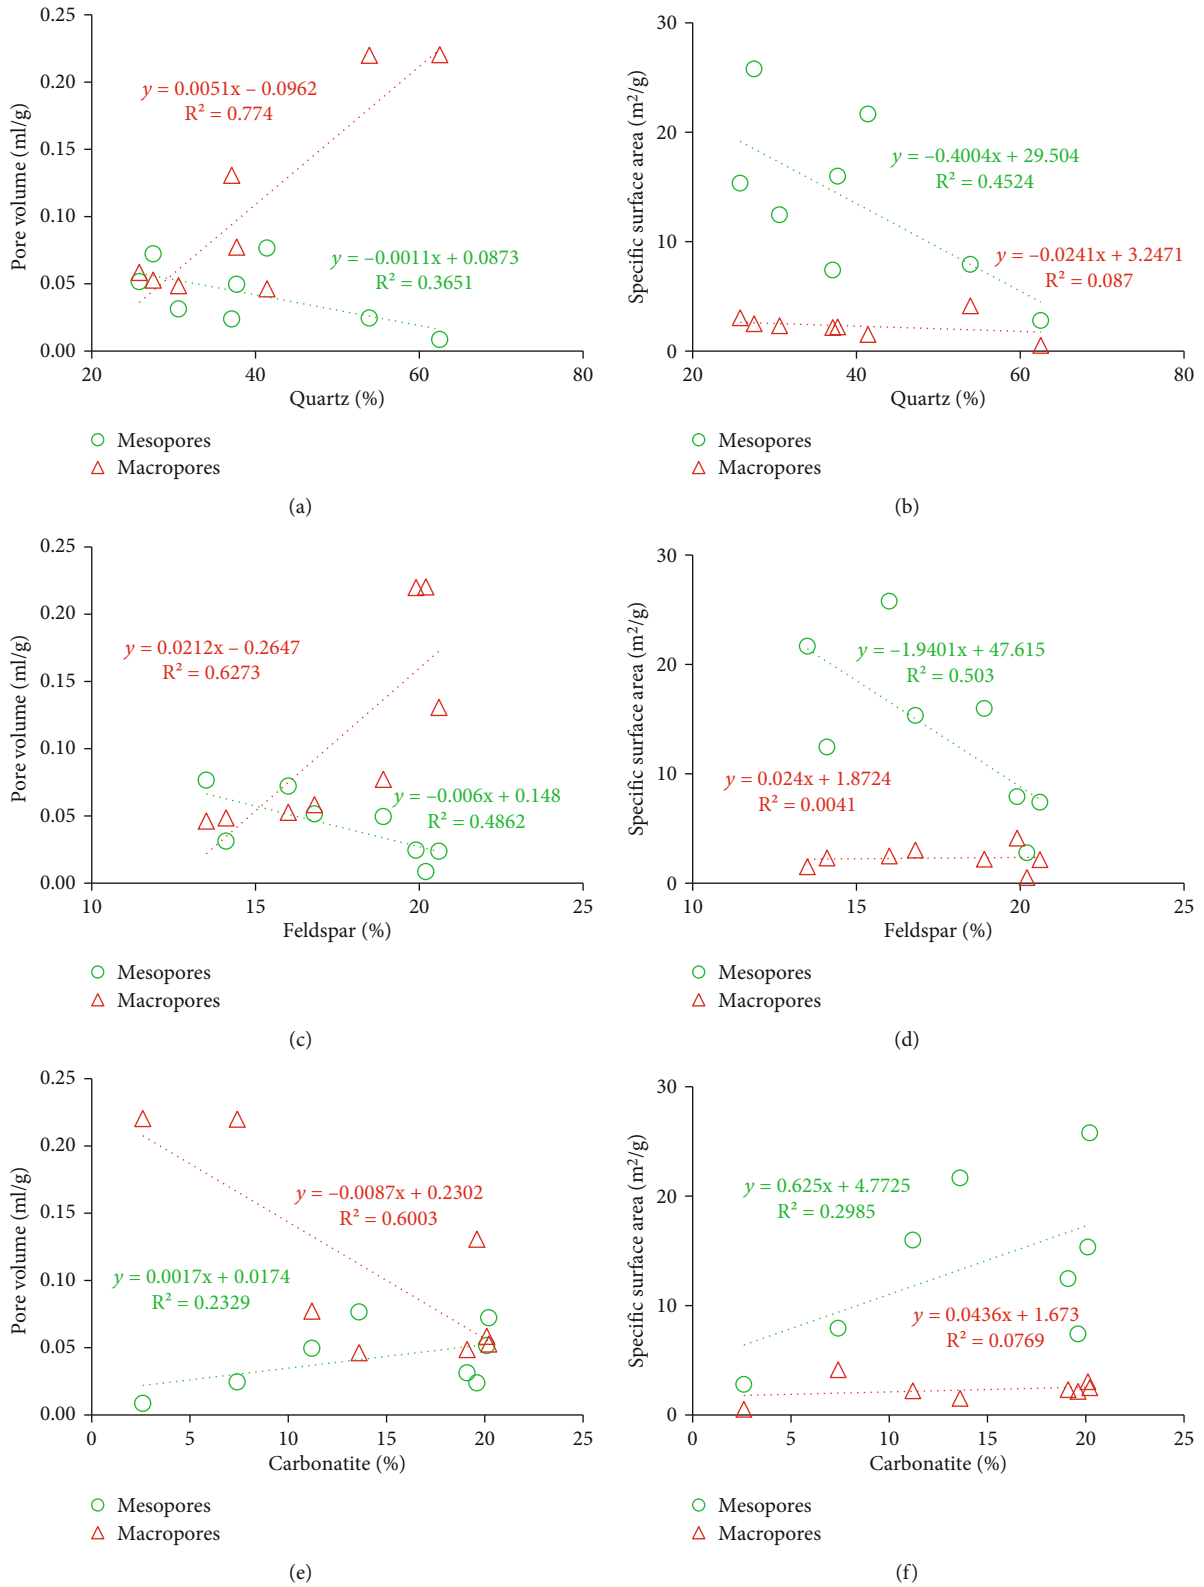 0.25
0.20
0.15
0.10
0.05
0.00
Pore volume (ml/g)
y = 0.0051x – 0.0962
R² = 0.774
y = –0.0011x + 0.0873
R² = 0.3651
20 40 60 80
Quartz (%)
Mesopores
Macropores
(a)
30
20
10
0
Specific surface area (m²/g)
y = –0.4004x + 29.504
R² = 0.4524
y = –0.0241x + 3.2471
R² = 0.087
20 40 60 80
Quartz (%)
Mesopores
Macropores
(b)
0.25
0.20
0.15
0.10
0.05
0.00
Pore volume (ml/g)
y = 0.0212x – 0.2647
R² = 0.6273
y = –0.006x + 0.148
R² = 0.4862
10 15 20 25
Feldspar (%)
Mesopores
Macropores
(c)
30
20
10
0
Specific surface area (m²/g)
y = –1.9401x + 47.615
R² = 0.503
y = 0.024x + 1.8724
R² = 0.0041
10 15 20 25
Feldspar (%)
Mesopores
Macropores
(d)
0.25
0.20
0.15
0.10
0.05
0.00
Pore volume (ml/g)
y = –0.0087x + 0.2302
R² = 0.6003
y = 0.0017x + 0.0174
R² = 0.2329
0 5 10 15 20 25
Carbonatite (%)
Mesopores
Macropores
(e)
30
20
10
0
Specific surface area (m²/g)
y = 0.625x + 4.7725
R² = 0.2985
y = 0.0436x + 1.673
R² = 0.0769
0 5 10 15 20 25
Carbonatite (%)
Mesopores
Macropores
(f)